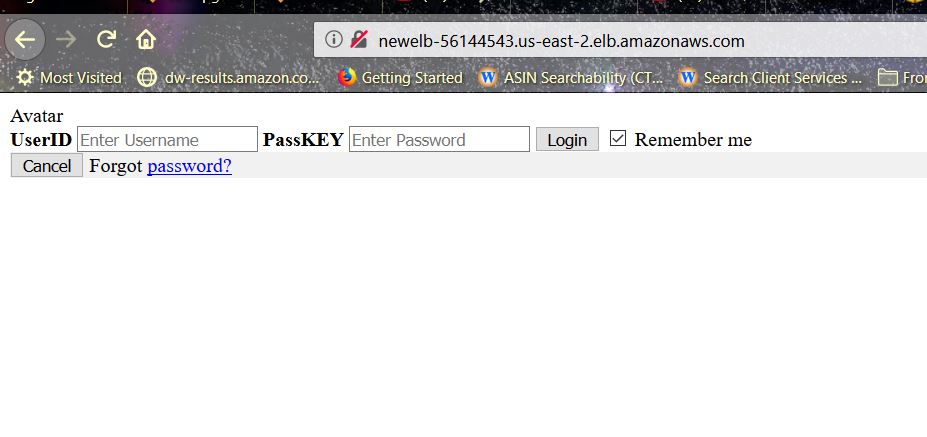 newelb-56144543.us-east-2.elb.amazonaws.com
Most Visited dw-results.amazon.co... Getting Started W ASIN Searchability (CT... W Search Client Services ...
Avatar
UserID Enter Username PassKEY Enter Password Login Remember me
Cancel Forgot password?